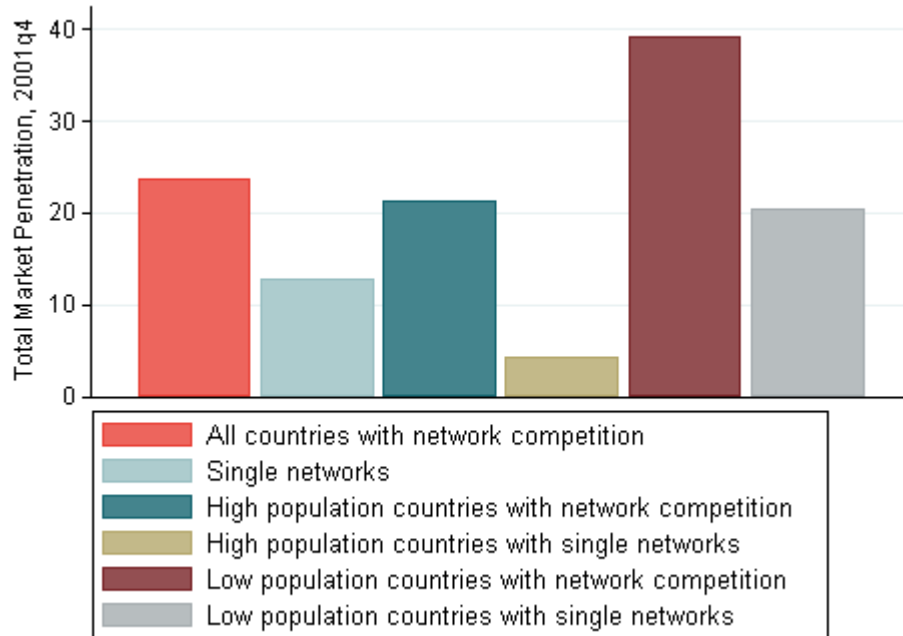 Total Market Penetration, 2001q4
40
30
20
10
0
All countries with network competition
Single networks
High population countries with network competition
High population countries with single networks
Low population countries with network competition
Low population countries with single networks